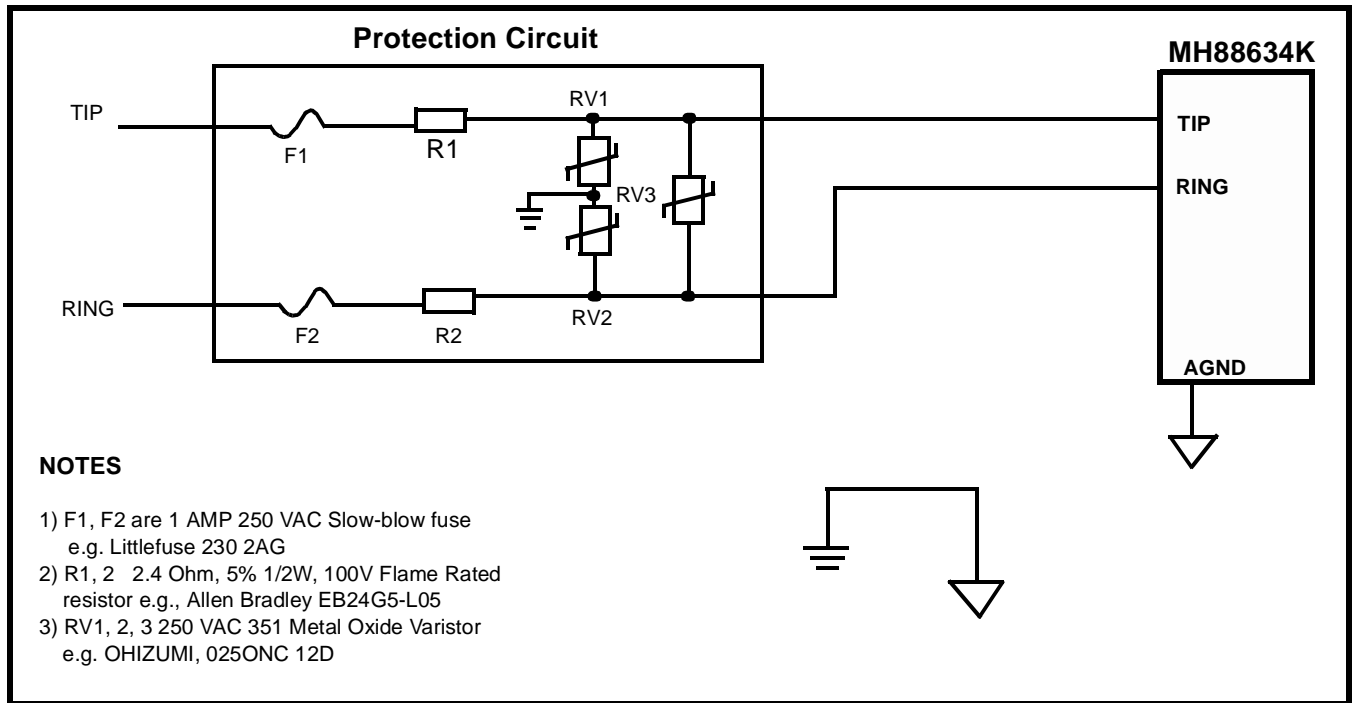 Protection Circuit
MH88634K
TIP
F1
R1
RV1
RV3
RV2
RING
F2
R2
TIP
RING
AGND
NOTES
1) F1, F2 are 1 AMP 250 VAC Slow-blow fuse
e.g. Littlefuse 230 2AG
2) R1, 2 2.4 Ohm, 5% 1/2W, 100V Flame Rated
resistor e.g., Allen Bradley EB24G5-L05
3) RV1, 2, 3 250 VAC 351 Metal Oxide Varistor
e.g. OHIZUMI, 025ONC 12D